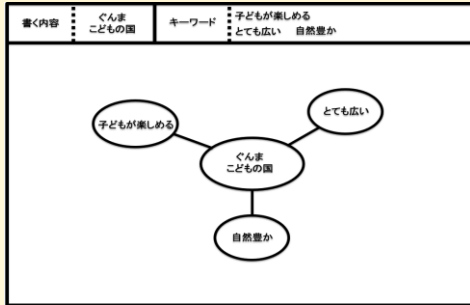 書く内容
ぐんま
こどもの国
キーワード
子どもが楽しめる
とても広い 自然豊か
子どもが楽しめる
とても広い
ぐんま
こどもの国
自然豊か